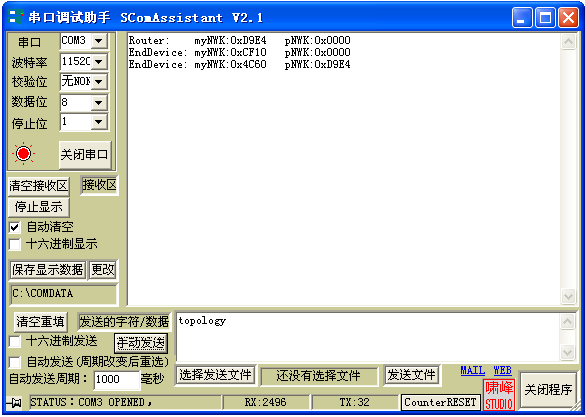 串口调试助手 SComAssistant V2.1
串口 COM3
波特率 11520
校验位 无NON
数据位 8
停止位 1
关闭串口
Router: myNWK:0xD9E4 pNWK:0x0000
EndDevice: myNWK:0xCF10 pNWK:0x0000
EndDevice: myNWK:0x4C60 pNWK:0xD9E4
清空接收区 接收区
停止显示
自动清空
十六进制显示
保存显示数据 更改
C:\COMDATA
清空重填 发送的字符/数据
topology
十六进制发送 手动发送
自动发送(周期改变后重选)
自动发送周期: 1000 毫秒
选择发送文件 还没有选择文件 发送文件
MAIL WEB
啸峰
STUDIO
关闭程序
STATUS:COM3 OPENED, RX:2496 TX:32 CounterRESET